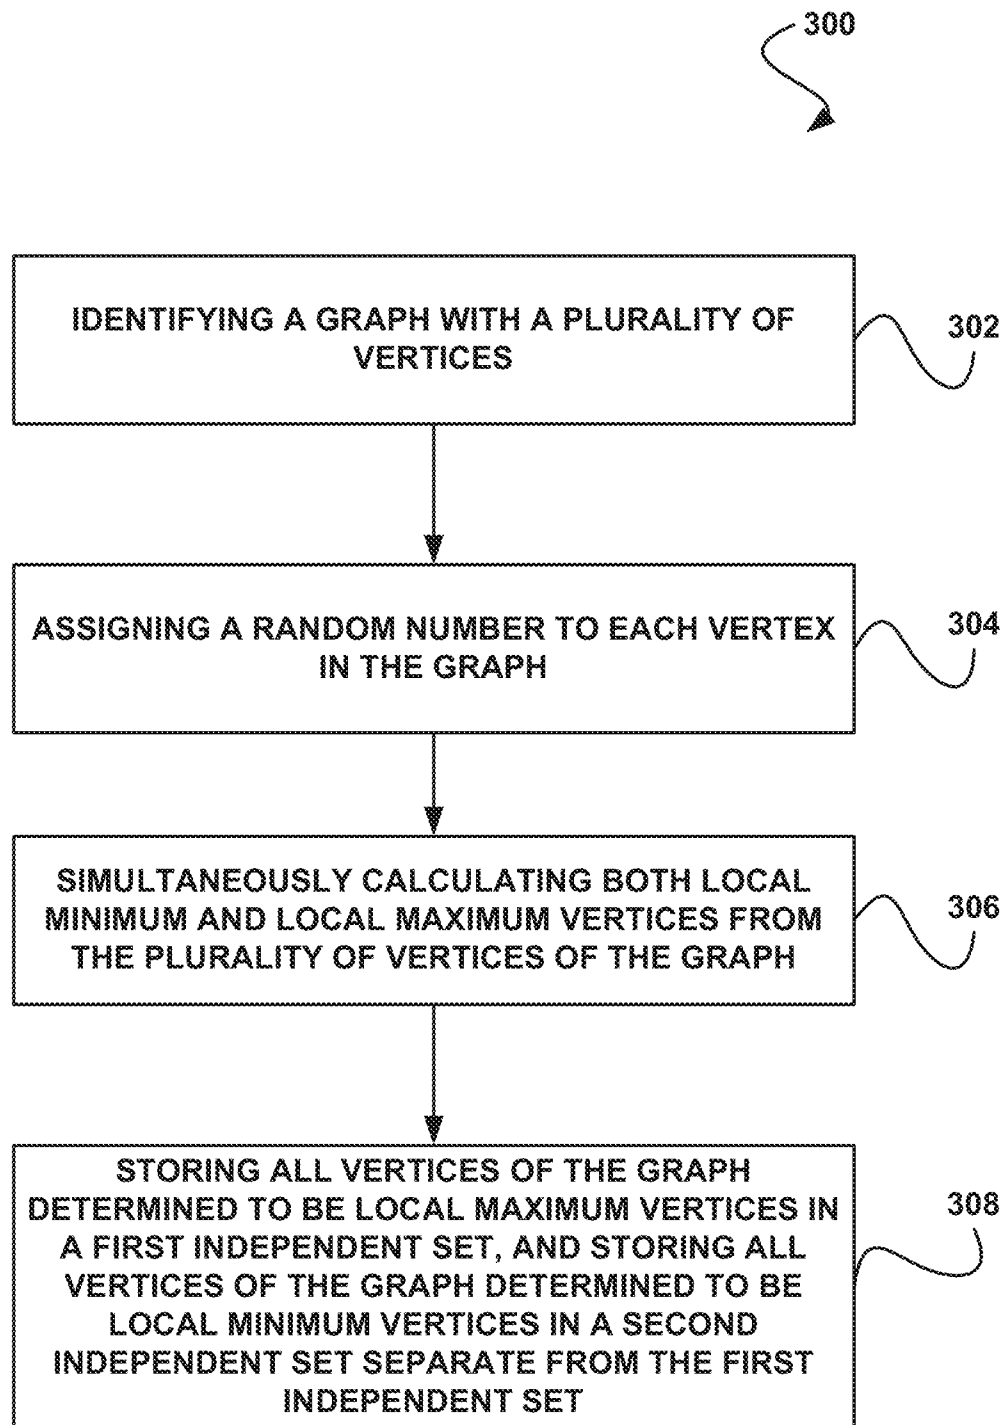 300
IDENTIFYING A GRAPH WITH A PLURALITY OF
VERTICES
302
ASSIGNING A RANDOM NUMBER TO EACH VERTEX
IN THE GRAPH
304
SIMULTANEOUSLY CALCULATING BOTH LOCAL
MINIMUM AND LOCAL MAXIMUM VERTICES FROM
THE PLURALITY OF VERTICES OF THE GRAPH
306
STORING ALL VERTICES OF THE GRAPH
DETERMINED TO BE LOCAL MAXIMUM VERTICES IN
A FIRST INDEPENDENT SET, AND STORING ALL
VERTICES OF THE GRAPH DETERMINED TO BE
LOCAL MINIMUM VERTICES IN A SECOND
INDEPENDENT SET SEPARATE FROM THE FIRST
INDEPENDENT SET
308